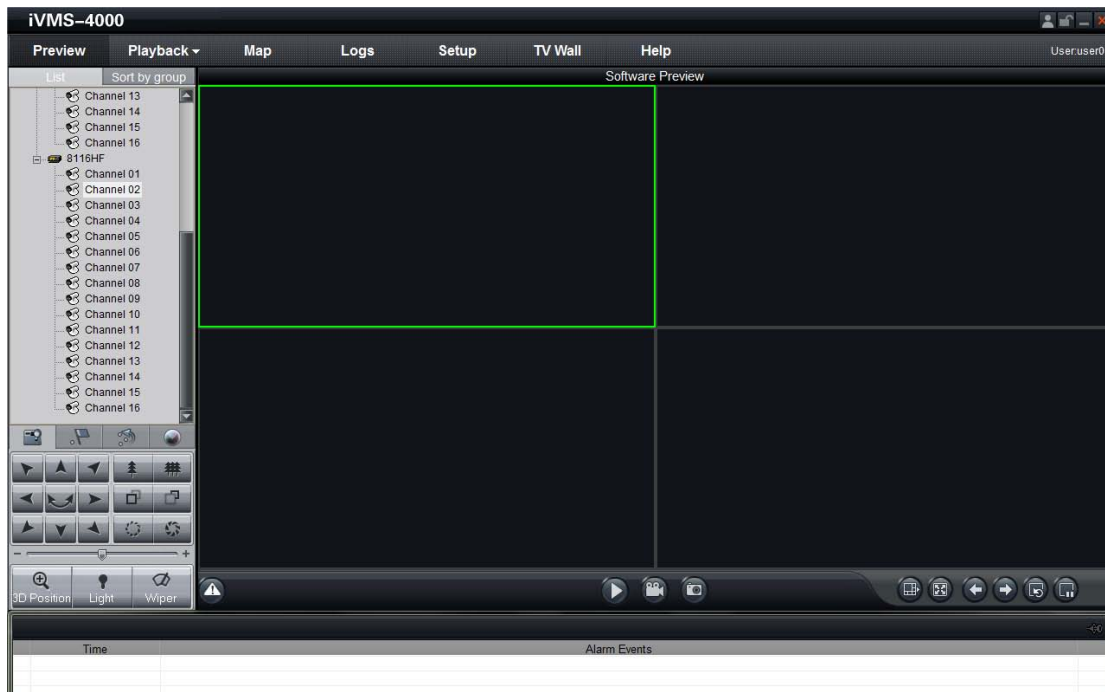 iVMS-4000
Preview Playback Map Logs Setup TV Wall Help User:user0
List Sort by group
Software Preview
Channel 13
Channel 14
Channel 15
Channel 16
8116HF
Channel 01
Channel 02
Channel 03
Channel 04
Channel 05
Channel 06
Channel 07
Channel 08
Channel 09
Channel 10
Channel 11
Channel 12
Channel 13
Channel 14
Channel 15
Channel 16
3D Position Light Wiper
Time Alarm Events